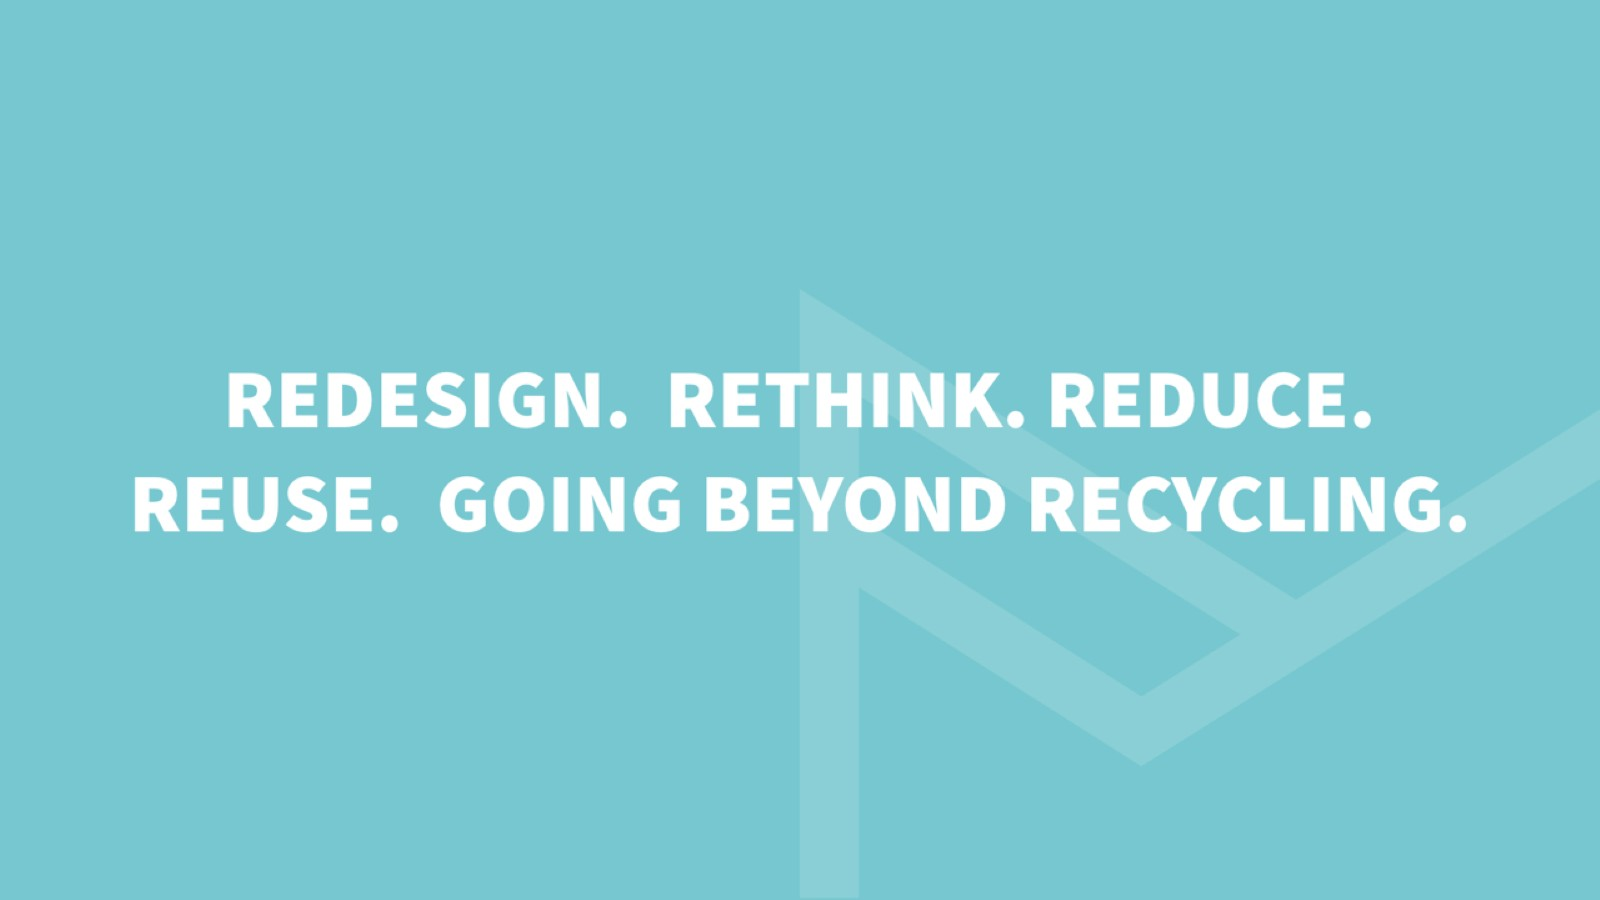 REDESIGN.  RETHINK. REDUCE.
REUSE.  GOING BEYOND RECYCLING.